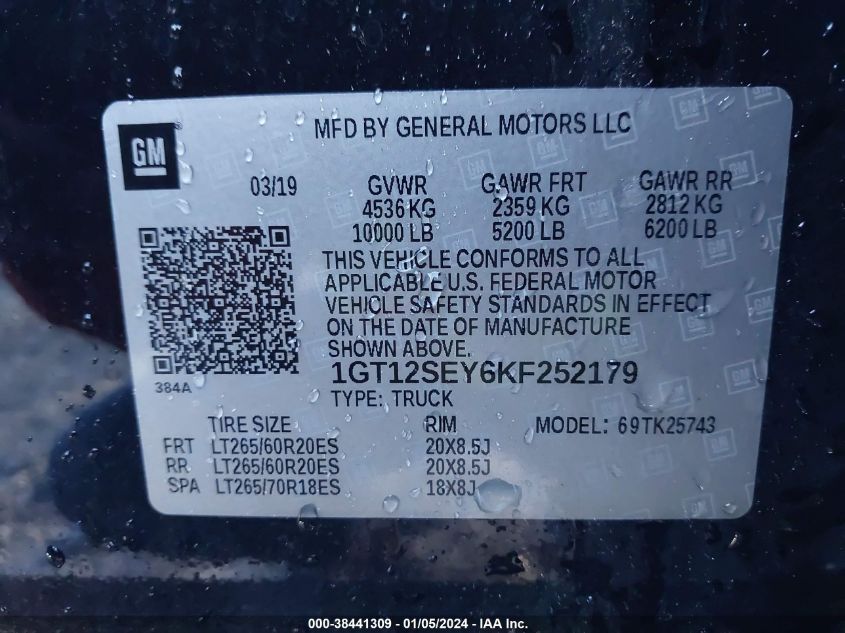 GM
MFD BY GENERAL MOTORS LLC
03/19 GVWR GAWR FRT GAWR RR
4536 KG 2359 KG 2812 KG
10000 LB 5200 LB 6200 LB
THIS VEHICLE CONFORMS TO ALL
APPLICABLE U.S. FEDERAL MOTOR
VEHICLE SAFETY STANDARDS IN EFFECT
ON THE DATE OF MANUFACTURE
SHOWN ABOVE.
384A
1GT12SEY6KF252179
TYPE: TRUCK
TIRE SIZE RIM MODEL: 69TK25743
FRT LT265/60R20ES 20X8.5J
RR LT265/60R20ES 20X8.5J
SPA LT265/70R18ES 18X8J
000-38441309 - 01/05/2024 - IAAI.COM